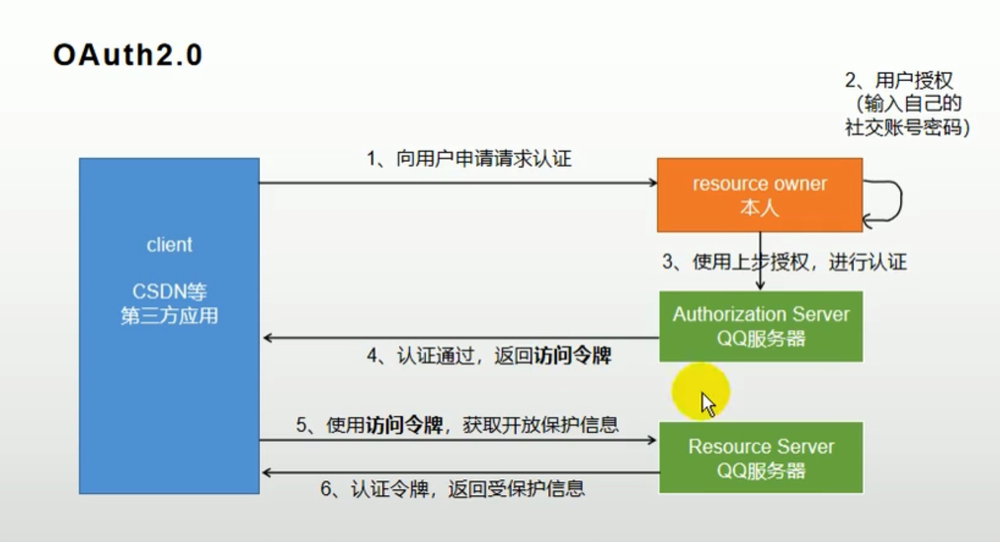 OAuth2.0
2、用户授权
（输入自己的
社交账号密码）
1、向用户申请请求认证
resource owner
本人
client
CSDN等
第三方应用
3、使用上步授权，进行认证
Authorization Server
QQ服务器
4、认证通过，返回访问令牌
5、使用访问令牌，获取开放保护信息
Resource Server
QQ服务器
6、认证令牌，返回受保护信息